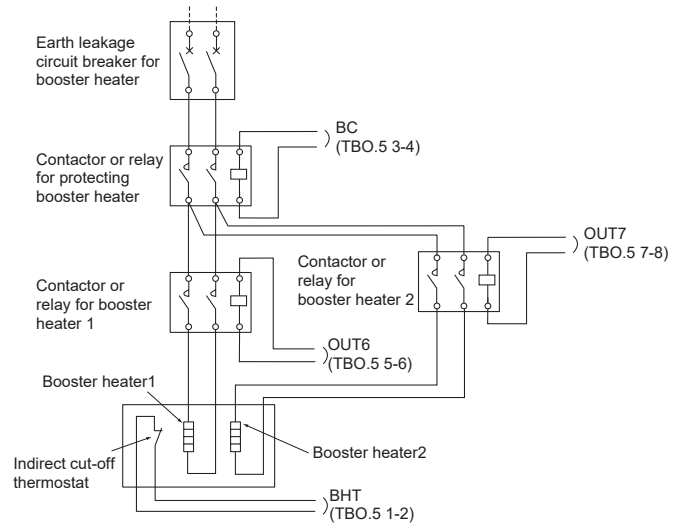 Earth leakage
circuit breaker for
booster heater
BC
(TBO.5 3-4)
Contactor or relay
for protecting
booster heater
OUT7
(TBO.5 7-8)
Contactor or
relay for
booster heater 2
Contactor or
relay for booster
heater 1
OUT6
(TBO.5 5-6)
Booster heater1
Booster heater2
Indirect cut-off
thermostat
BHT
(TBO.5 1-2)